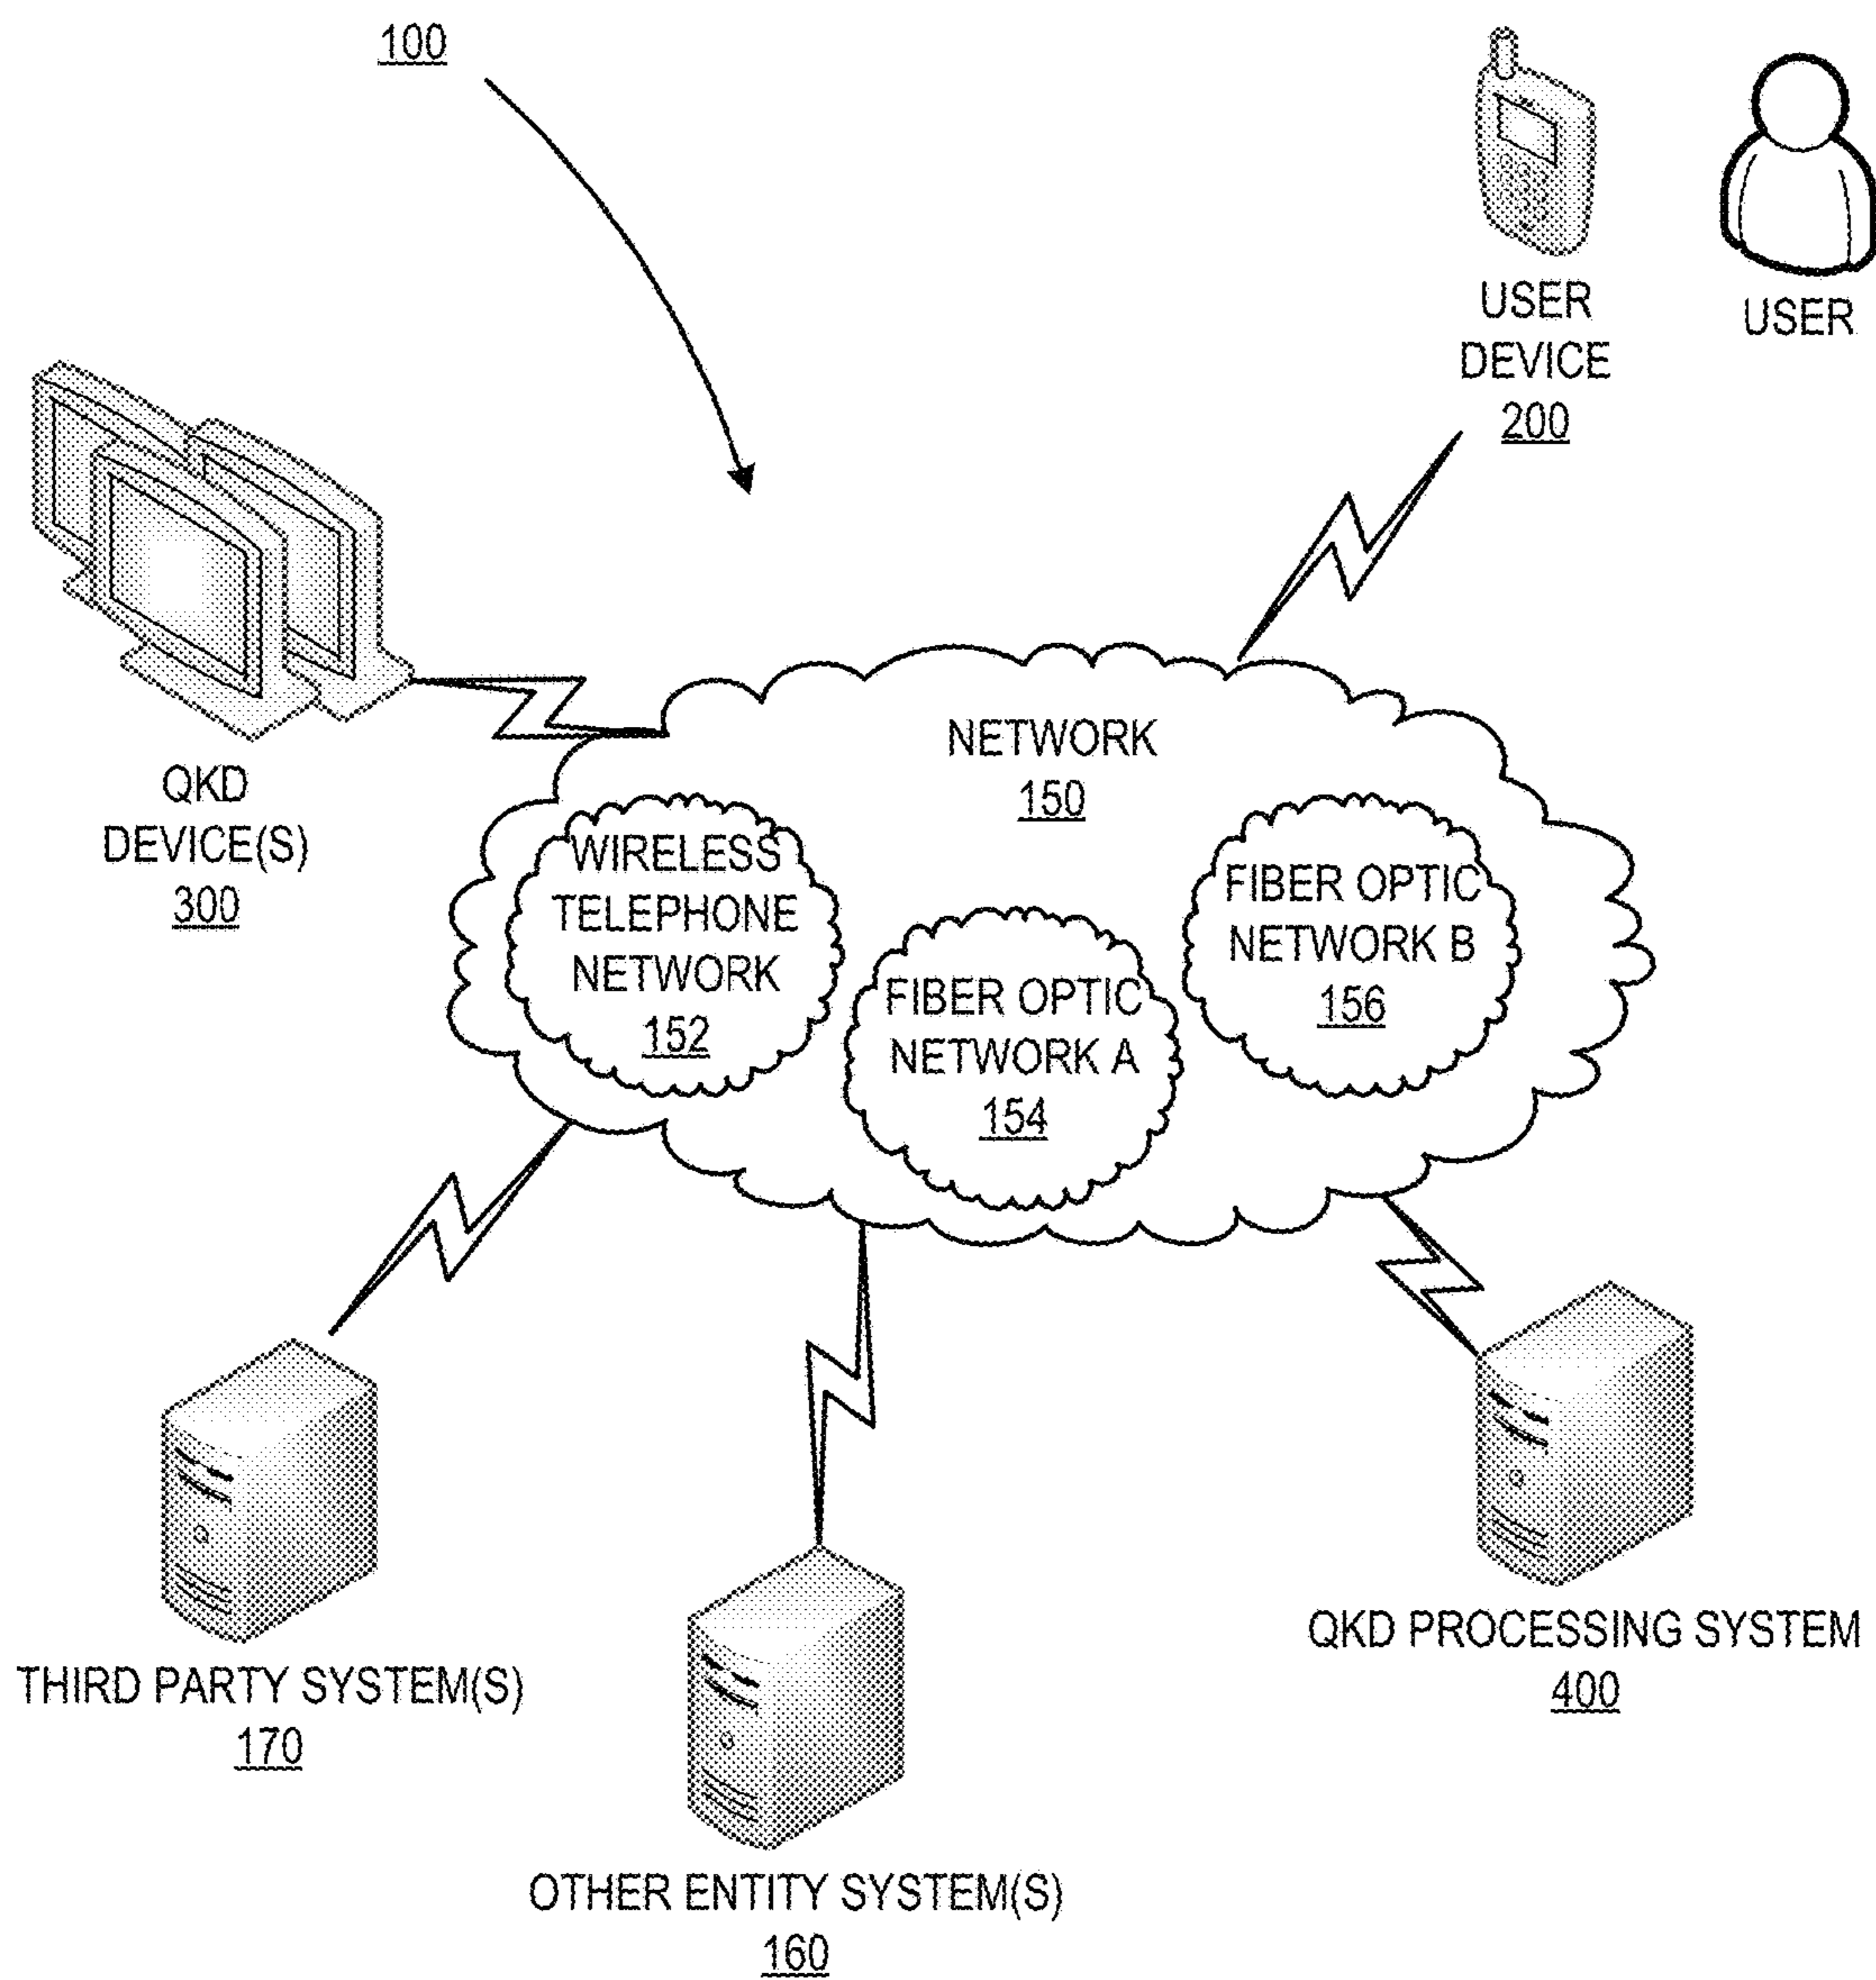 100
USER
DEVICE
200
USER
QKD
DEVICE(S)
300
NETWORK
150
WIRELESS
TELEPHONE
NETWORK
152
FIBER OPTIC
NETWORK A
154
FIBER OPTIC
NETWORK B
156
THIRD PARTY SYSTEM(S)
170
OTHER ENTITY SYSTEM(S)
160
QKD PROCESSING SYSTEM
400